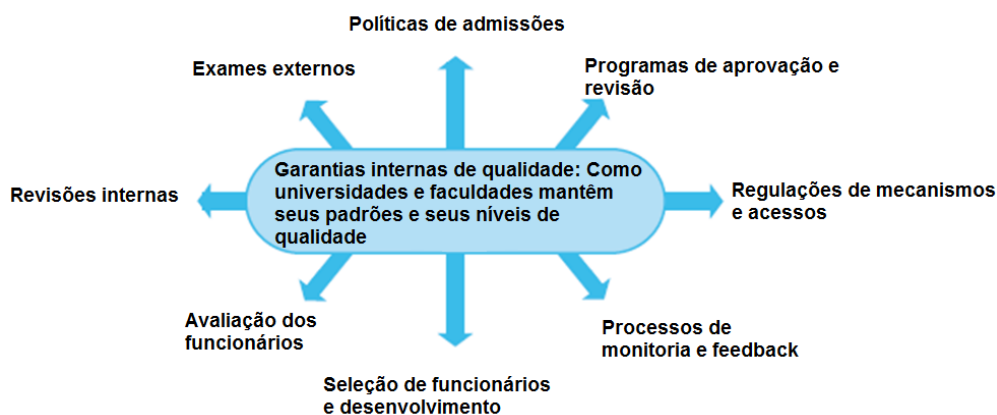 Políticas de admissões
Exames externos
Programas de aprovação e
revisão
Garantias internas de qualidade: Como
universidades e faculdades mantêm
seus padrões e seus níveis de
qualidade
Revisões internas
Regulações de mecanismos
e acessos
Avaliação dos
funcionários
Processos de
monitoria e feedback
Seleção de funcionários
e desenvolvimento